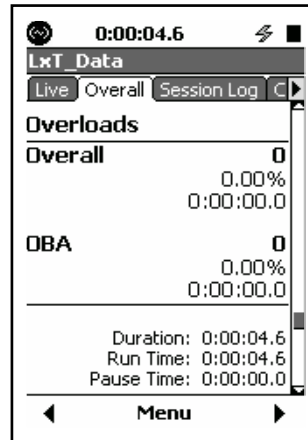 0:00:04.6
LxT_Data
Live Overall Session Log C
Overloads
Overall 0
0.00%
0:00:00.0
OBA 0
0.00%
0:00:00.0
Duration: 0:00:04.6
Run Time: 0:00:04.6
Pause Time: 0:00:00.0
Menu